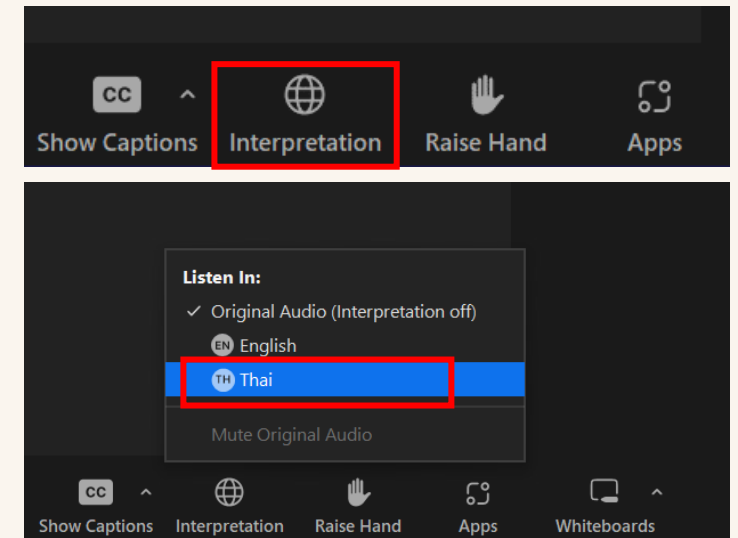 CC
Show Captions Interpretation Raise Hand Apps
Listen In:
Original Audio (Interpretation off)
EN English
TH Thai
Mute Original Audio
CC
Show Captions Interpretation Raise Hand Apps Whiteboards